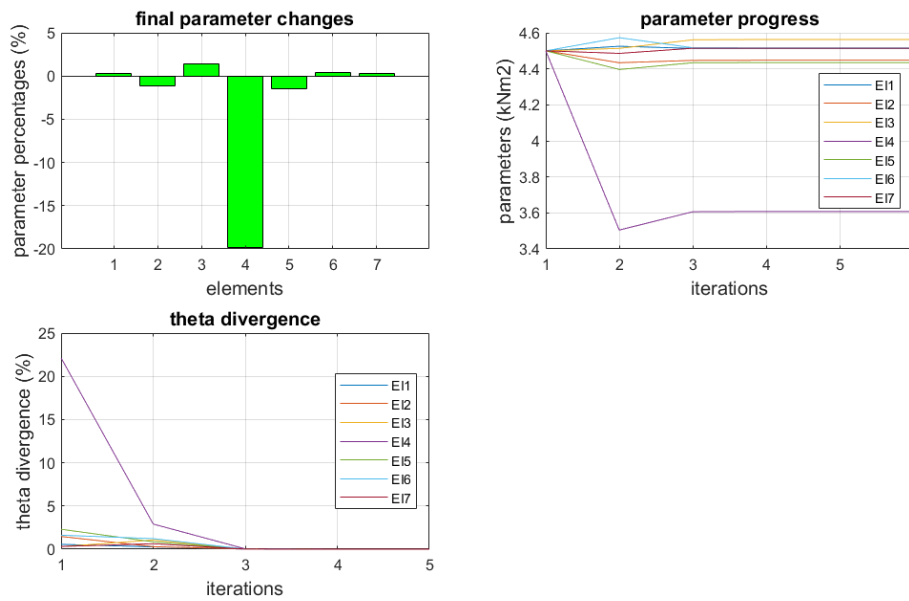 final parameter changes
parameter percentages (%)
5
0
-5
-10
-15
-20
1 2 3 4 5 6 7
elements
parameter progress
parameters (kNm2)
4.6
4.4
4.2
4
3.8
3.6
3.4
EI1
EI2
EI3
EI4
EI5
EI6
EI7
1 2 3 4 5
iterations
theta divergence
theta divergence (%)
25
20
15
10
5
0
EI1
EI2
EI3
EI4
EI5
EI6
EI7
1 2 3 4 5
iterations